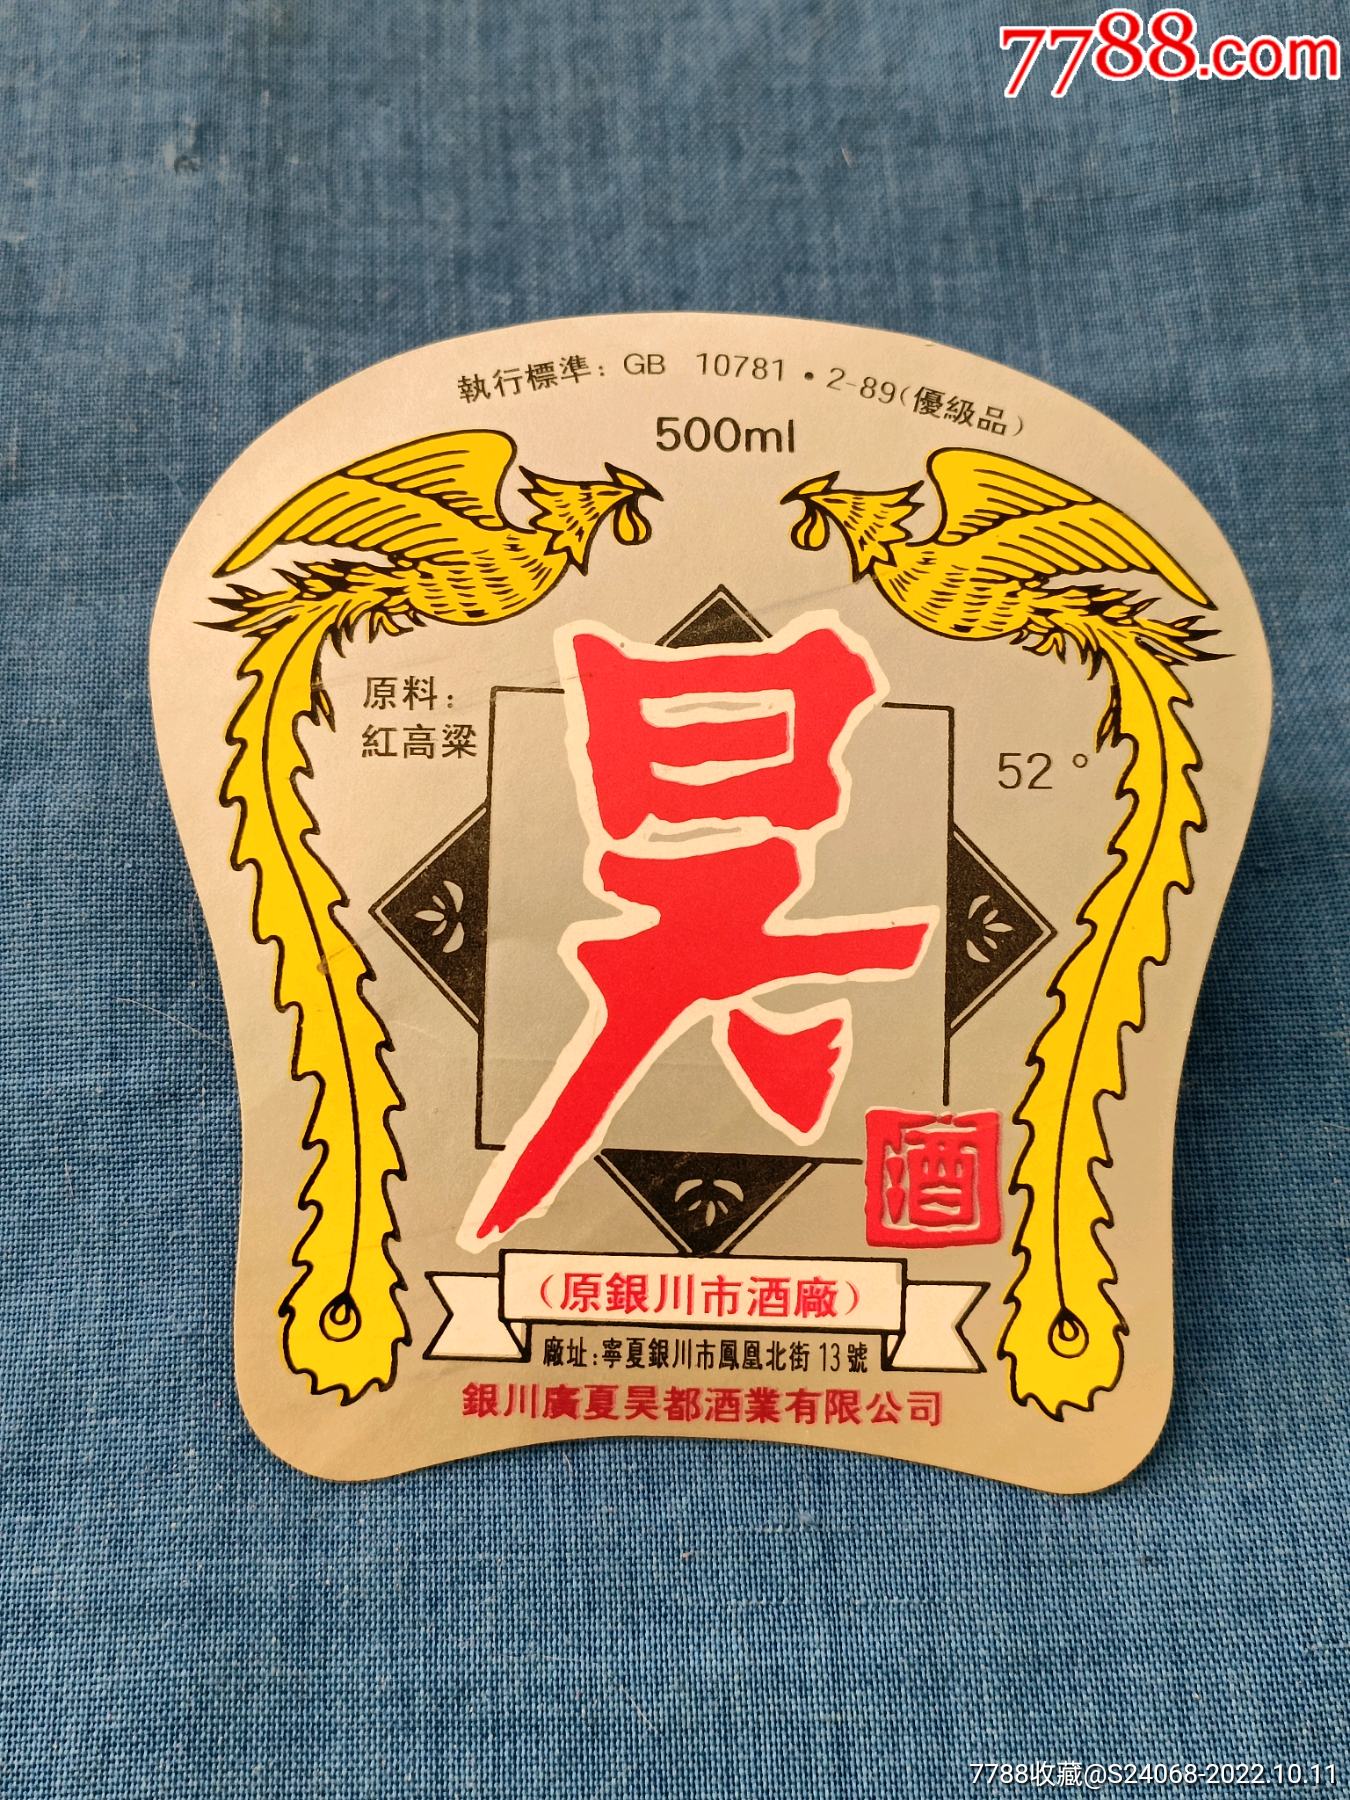 7788.com
執行標準：GB 10781·2-89（優級品）
500ml
原料：
紅高粱
52°
昊
酒
（原銀川市酒廠）
廠址：寧夏銀川市鳳凰北街13號
銀川廣夏昊都酒業有限公司
7788收藏@S24068-2022.10.11